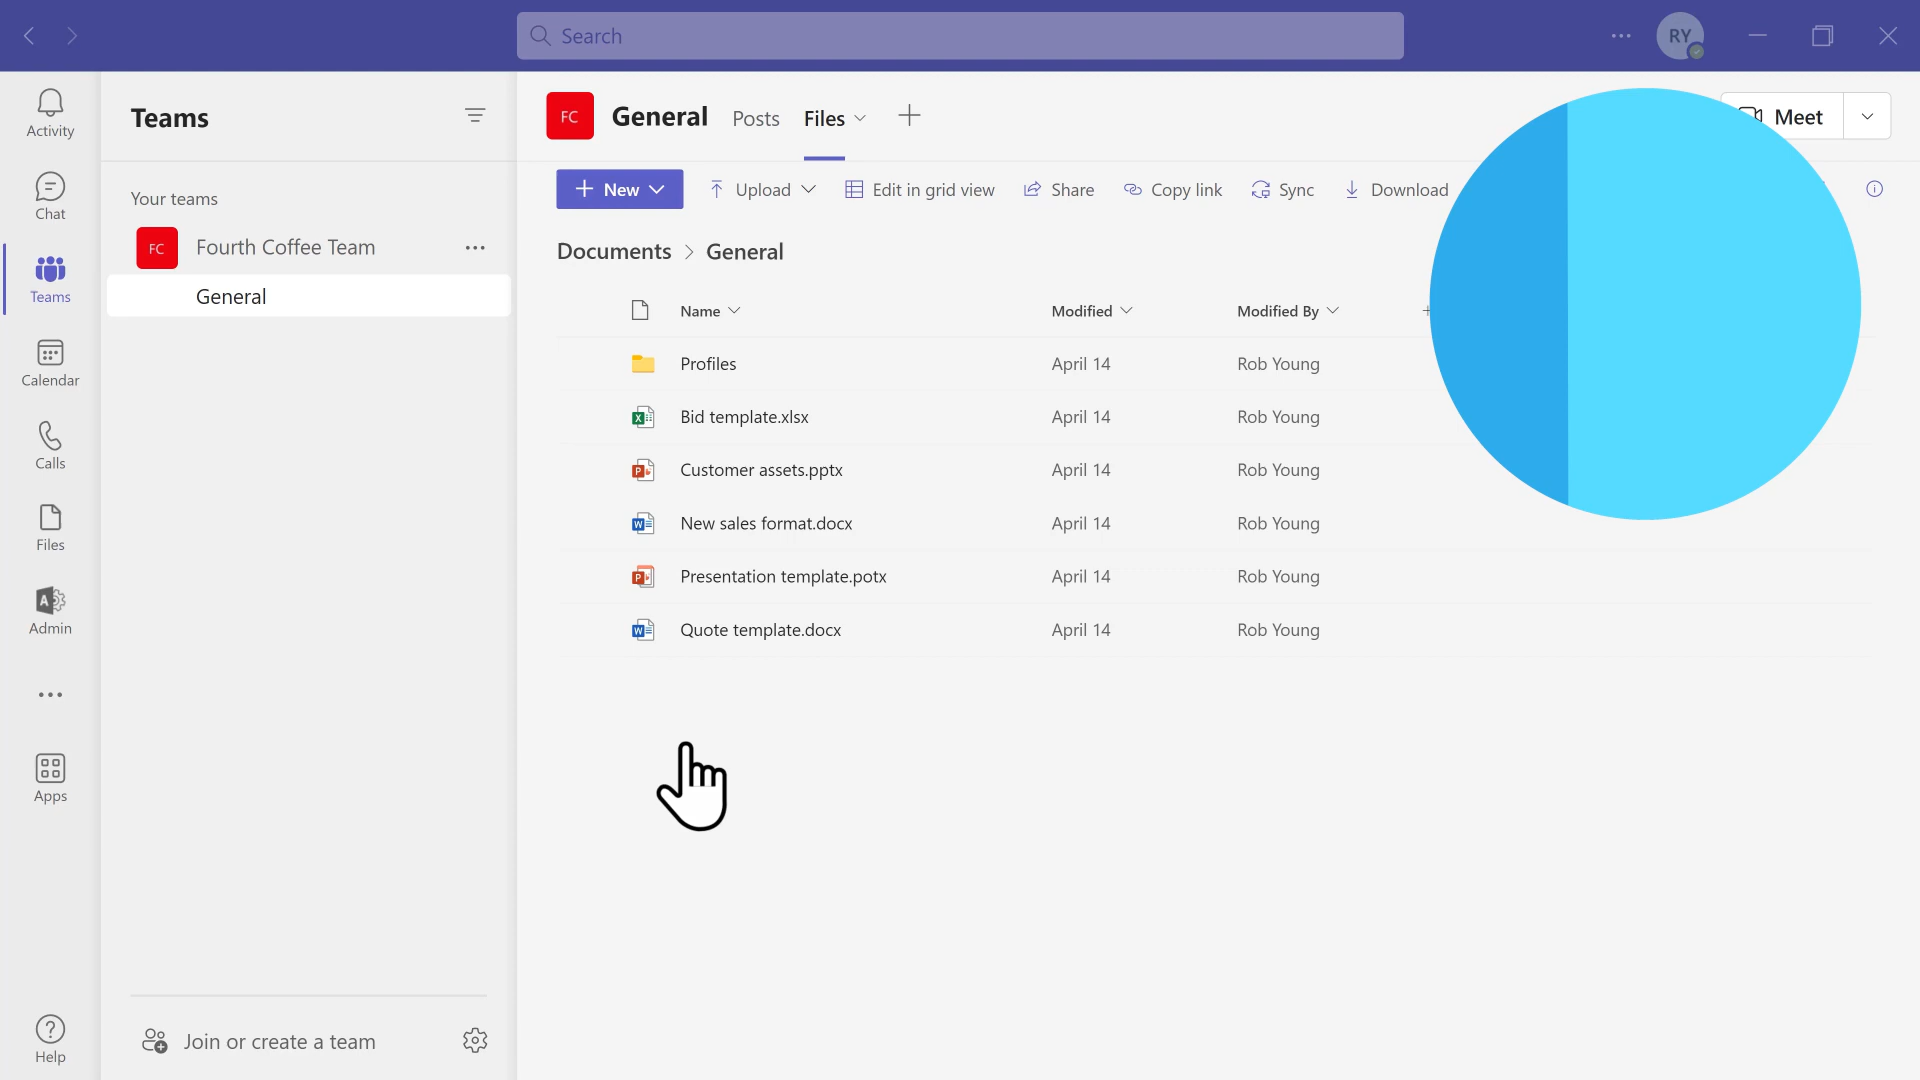 Search
RY
Activity
Chat
Teams
Calendar
Calls
Files
Admin
Apps
Help
Teams
Your teams
FC Fourth Coffee Team
General
Join or create a team
FC General Posts Files
Meet
New Upload Edit in grid view Share Copy link Sync Download
Documents > General
Name Modified Modified By
Profiles April 14 Rob Young
Bid template.xlsx April 14 Rob Young
Customer assets.pptx April 14 Rob Young
New sales format.docx April 14 Rob Young
Presentation template.potx April 14 Rob Young
Quote template.docx April 14 Rob Young